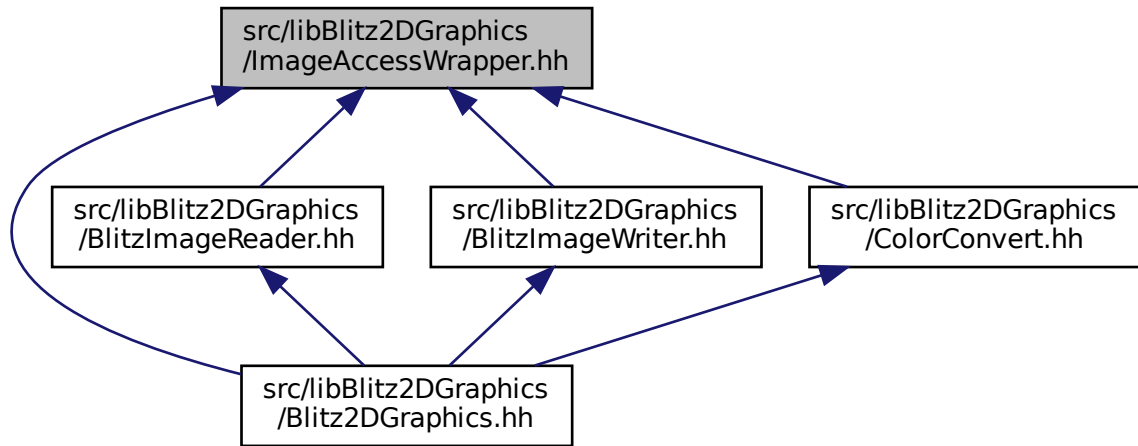 src/libBlitz2DGraphics
/ImageAccessWrapper.hh
src/libBlitz2DGraphics
/BlitzImageReader.hh
src/libBlitz2DGraphics
/BlitzImageWriter.hh
src/libBlitz2DGraphics
/ColorConvert.hh
src/libBlitz2DGraphics
/Blitz2DGraphics.hh